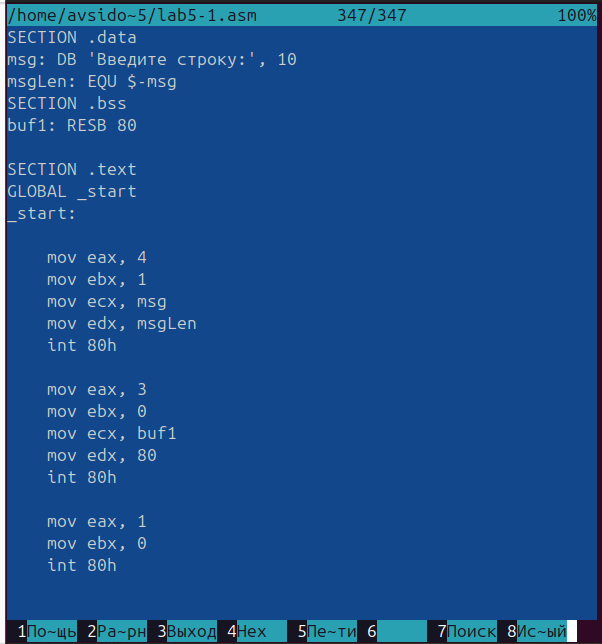 /home/avsido~5/lab5-1.asm 347/347 100%
SECTION .data
msg: DB 'Введите строку:', 10
msgLen: EQU $-msg
SECTION .bss
buf1: RESB 80
SECTION .text
GLOBAL _start
_start:
mov eax, 4
mov ebx, 1
mov ecx, msg
mov edx, msgLen
int 80h
mov eax, 3
mov ebx, 0
mov ecx, buf1
mov edx, 80
int 80h
mov eax, 1
mov ebx, 0
int 80h
1По~щь 2Ра~рн 3Выход 4Hex 5Пе~ти 6 7Поиск 8Ис~ый